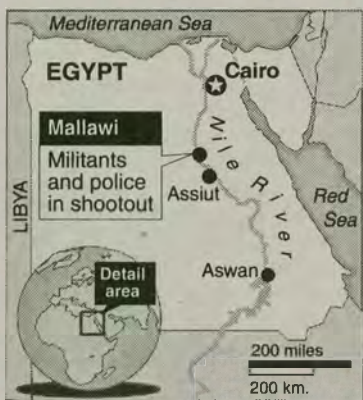 Mediterranean Sea
EGYPT
Cairo
Mallawi
Militants
and police
in shootout
Assiut
Nile River
Red
Sea
LIBYA
Aswan
Detail
area
200 miles
200 km.